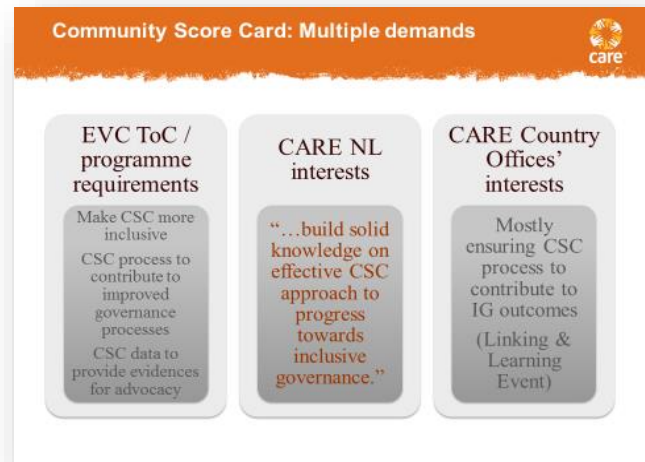 Community Score Card: Multiple demands
care
EVC ToC /
programme
requirements
Make CSC more
inclusive
CSC process to
contribute to
improved
governance
processes
CSC data to
provide evidences
for advocacy
CARE NL
interests
“…build solid
knowledge on
effective CSC
approach to
progress
towards
inclusive
governance.”
CARE Country
Offices’
interests
Mostly
ensuring CSC
process to
contribute to
IG outcomes
(Linking &
Learning
Event)